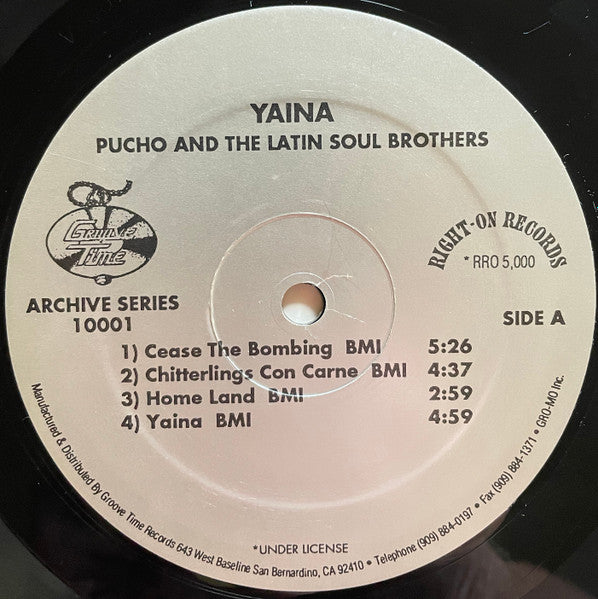 YAINA
PUCHO AND THE LATIN SOUL BROTHERS
Groove
Time
RIGHT-ON RECORDS
* RRO 5,000
ARCHIVE SERIES
10001
SIDE A
1) Cease The Bombing BMI 5:26
2) Chitterlings Con Carne BMI 4:37
3) Home Land BMI 2:59
4) Yaina BMI 4:59
*UNDER LICENSE
Manufactured & Distributed By Groove Time Records 643 West Baseline San Bernardino, CA 92410 • Telephone (909) 884-0197 • Fax (909) 884-1371 • GRO-MO Inc.